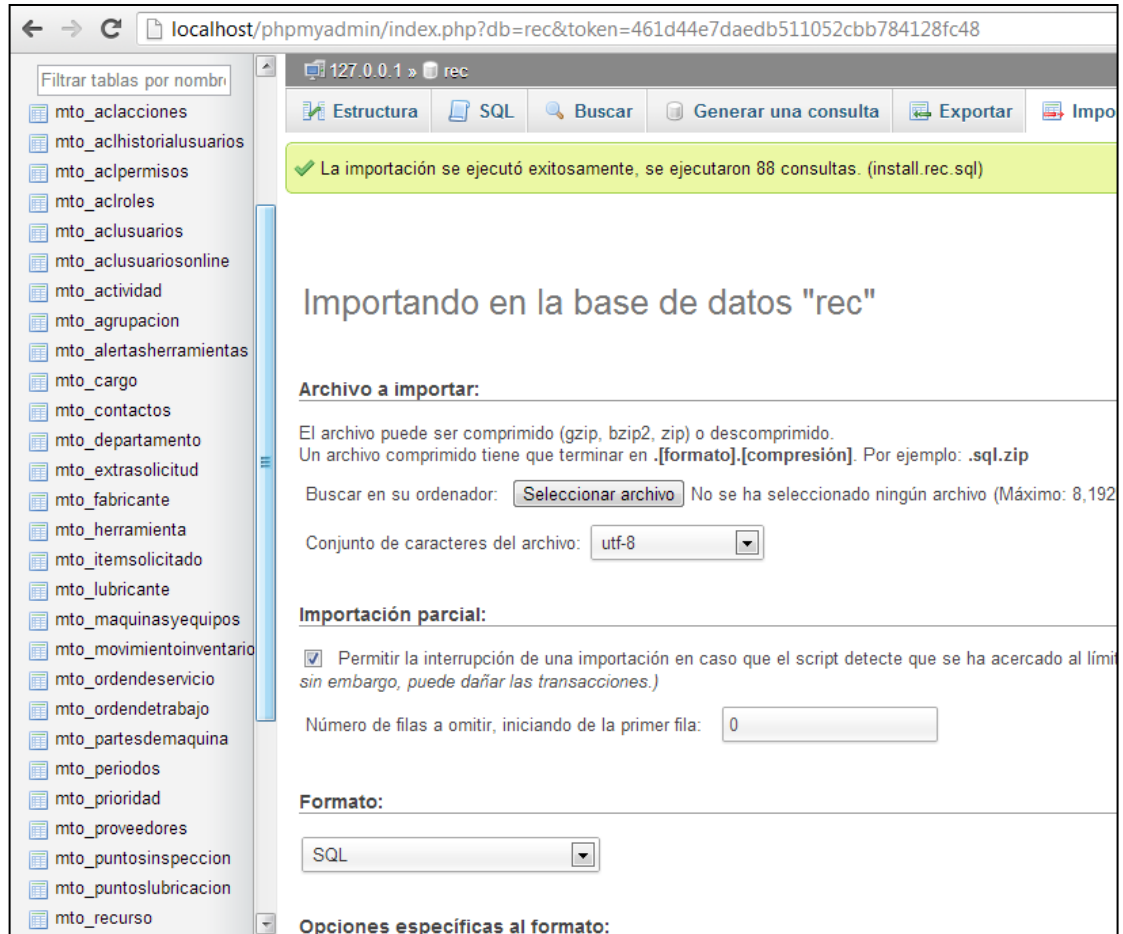 localhost/phpmyadmin/index.php?db=rec&token=461d44e7daedb511052cbb784128fc48
Filtrar tablas por nombr
mto_aclacciones
mto_aclhistorialusuarios
mto_aclpermisos
mto_aclroles
mto_aclusuarios
mto_aclusuariosonline
mto_actividad
mto_agrupacion
mto_alertasherramientas
mto_cargo
mto_contactos
mto_departamento
mto_extrasolicitud
mto_fabricante
mto_herramienta
mto_itemsolicitado
mto_lubricante
mto_maquinasyequipos
mto_movimientoinventario
mto_ordendeservicio
mto_ordendetrabajo
mto_partesdemaquina
mto_periodos
mto_prioridad
mto_proveedores
mto_puntosinspeccion
mto_puntoslubricacion
mto_recurso
127.0.0.1 » rec
Estructura SQL Buscar Generar una consulta Exportar Impo
La importación se ejecutó exitosamente, se ejecutaron 88 consultas. (install.rec.sql)
Importando en la base de datos "rec"
Archivo a importar:
El archivo puede ser comprimido (gzip, bzip2, zip) o descomprimido.
Un archivo comprimido tiene que terminar en .[formato].[compresión]. Por ejemplo: .sql.zip
Buscar en su ordenador: Seleccionar archivo No se ha seleccionado ningún archivo (Máximo: 8,192
Conjunto de caracteres del archivo: utf-8
Importación parcial:
Permitir la interrupción de una importación en caso que el script detecte que se ha acercado al lími
sin embargo, puede dañar las transacciones.)
Número de filas a omitir, iniciando de la primer fila: 0
Formato:
SQL
Opciones específicas al formato: